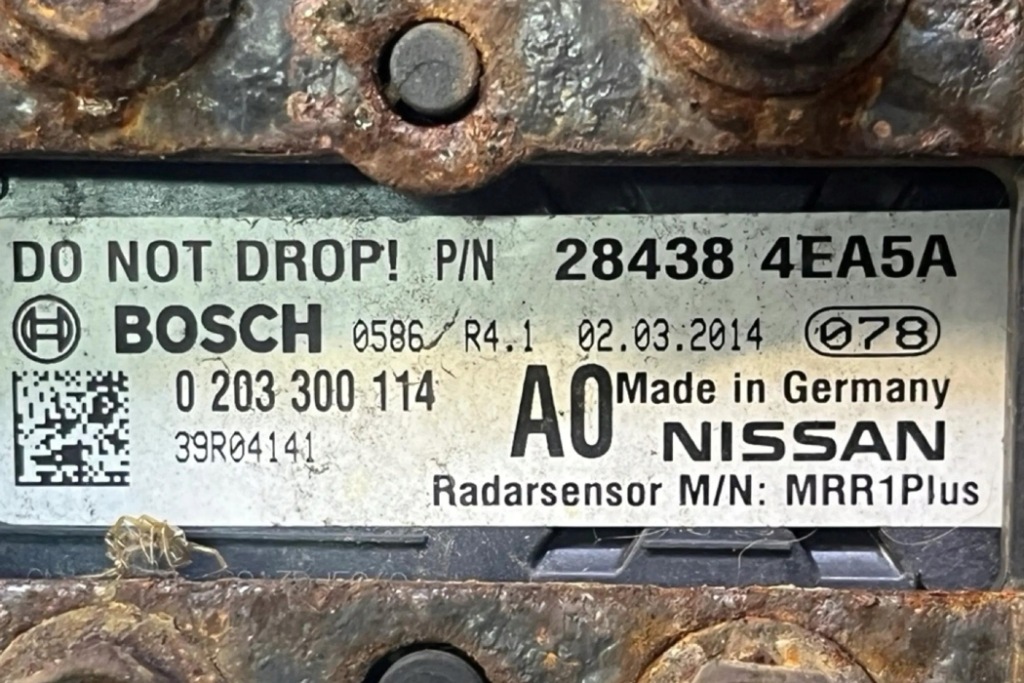 DO NOT DROP! P/N 28438 4EA5A
BOSCH 0586 R4.1 02.03.2014 078
0 203 300 114 A0 Made in Germany
39R04141 NISSAN
Radarsensor M/N: MRR1Plus